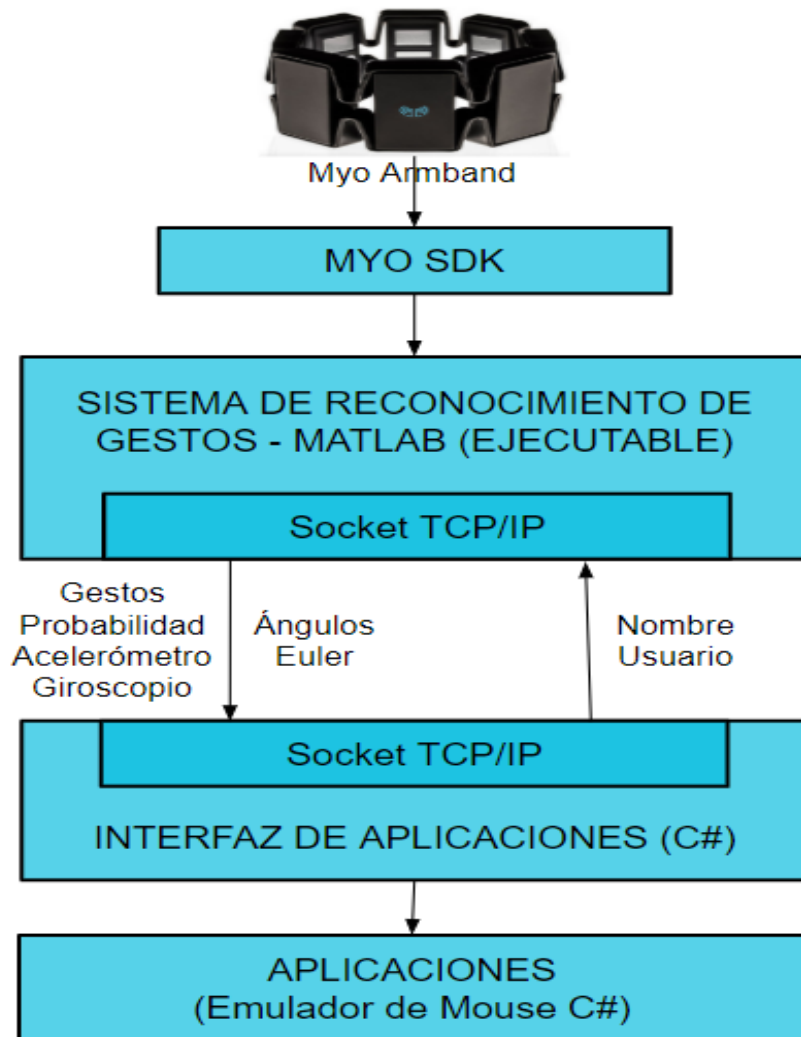 Myo Armband
MYO SDK
SISTEMA DE RECONOCIMIENTO DE
GESTOS - MATLAB (EJECUTABLE)
Socket TCP/IP
Gestos
Probabilidad
Acelerómetro
Giroscopio
Ángulos
Euler
Nombre
Usuario
Socket TCP/IP
INTERFAZ DE APLICACIONES (C#)
APLICACIONES
(Emulador de Mouse C#)